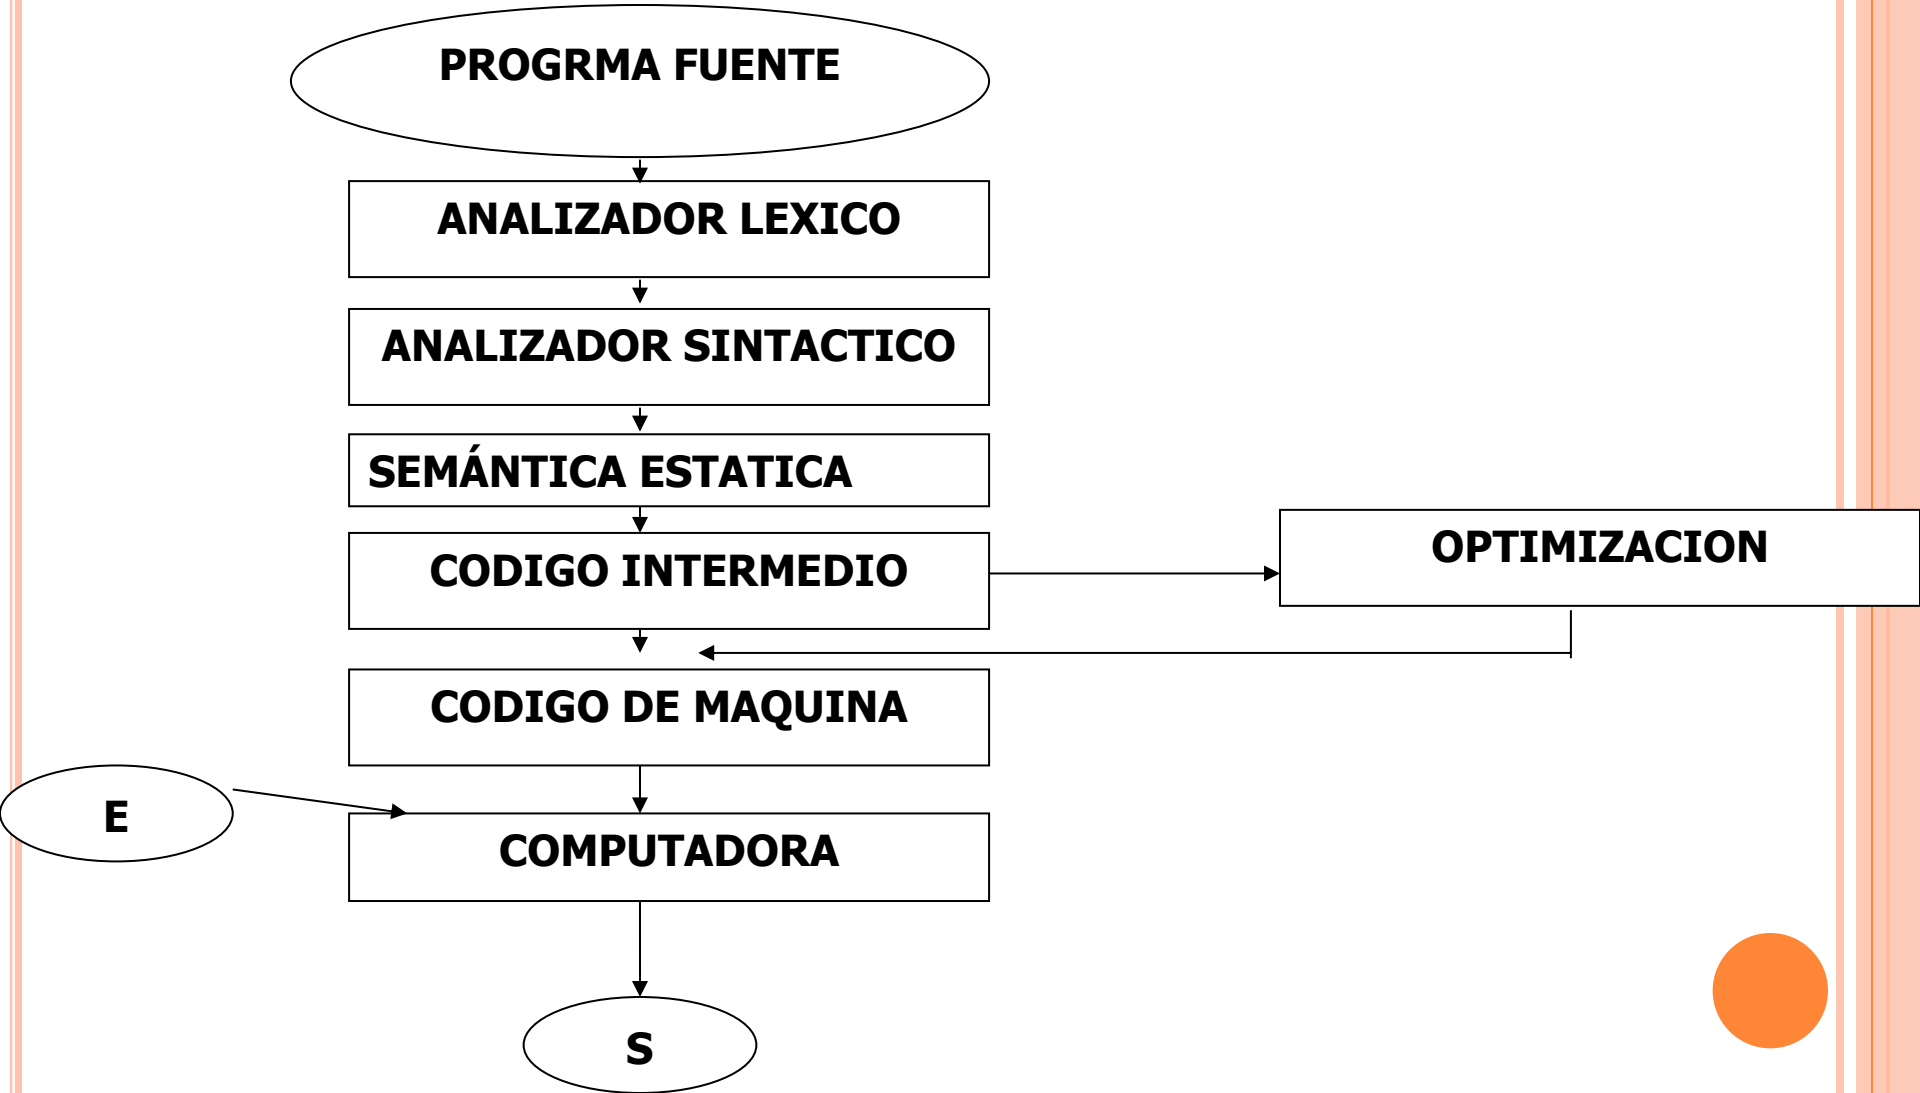 PROGRMA FUENTE
ANALIZADOR LEXICO
ANALIZADOR SINTACTICO
SEMÁNTICA ESTATICA
CODIGO INTERMEDIO
OPTIMIZACION
CODIGO DE MAQUINA
E
COMPUTADORA
S